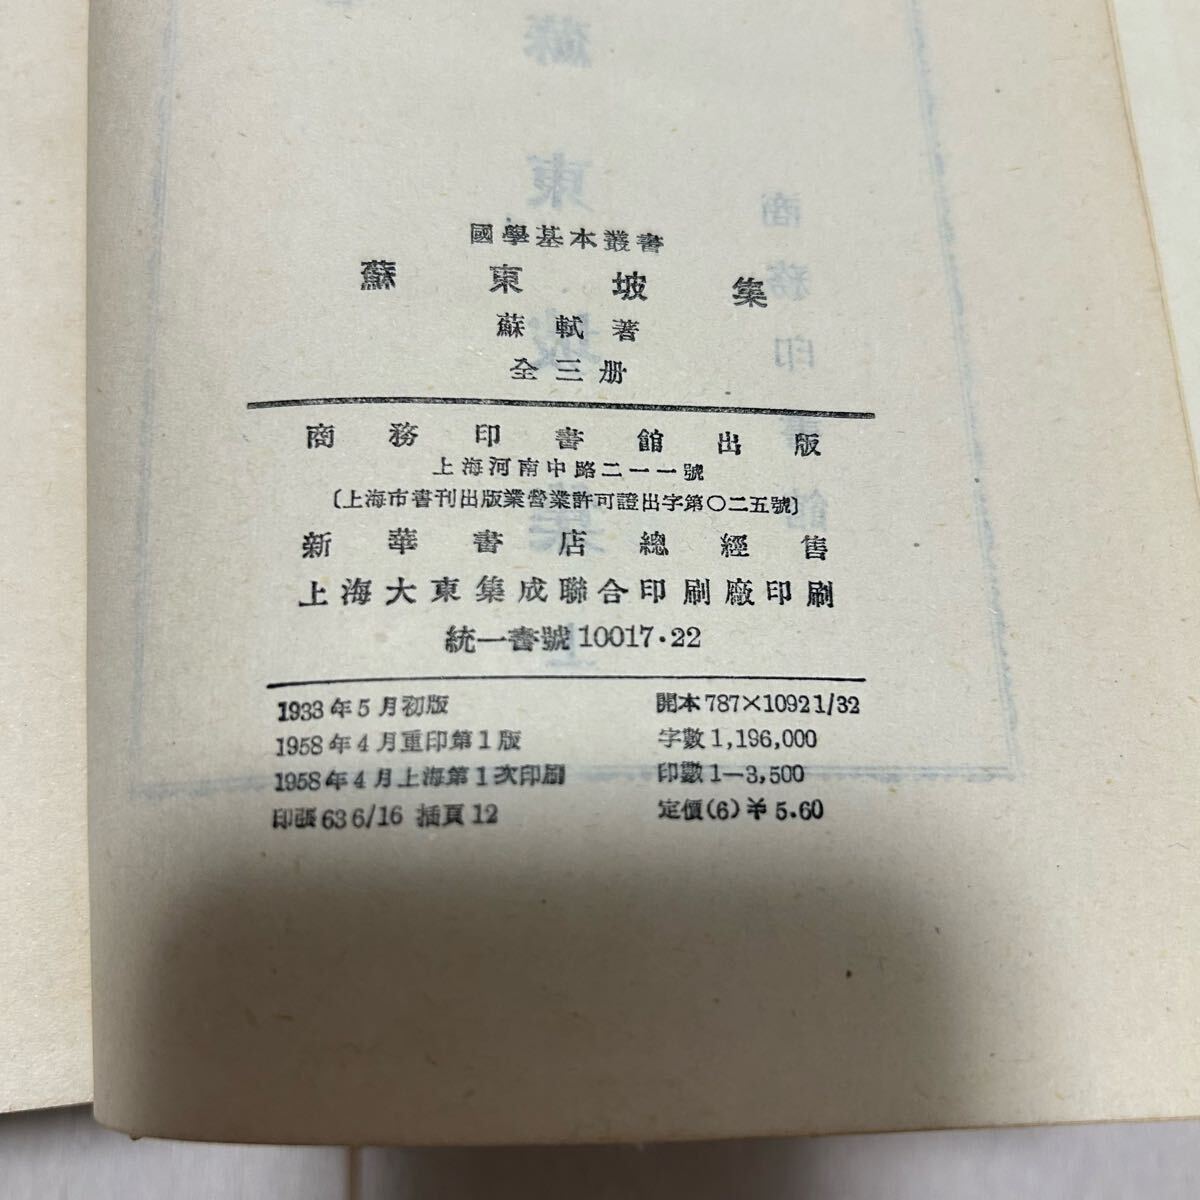 國學基本叢書
蘇東坡集
蘇軾著
全三册
商務印書館出版
上海河南中路二一一號
〔上海市書刊出版業營業許可證出字第〇二五號〕
新華書店總經售
上海大東集成聯合印刷廠印刷
統一書號10017·22
1933年5月初版 開本787×1092 1/32
1958年4月重印第1版 字數1,196,000
1958年4月上海第1次印刷 印數1—3,500
印張63 6/16 插頁12 定價(6)￥5.60